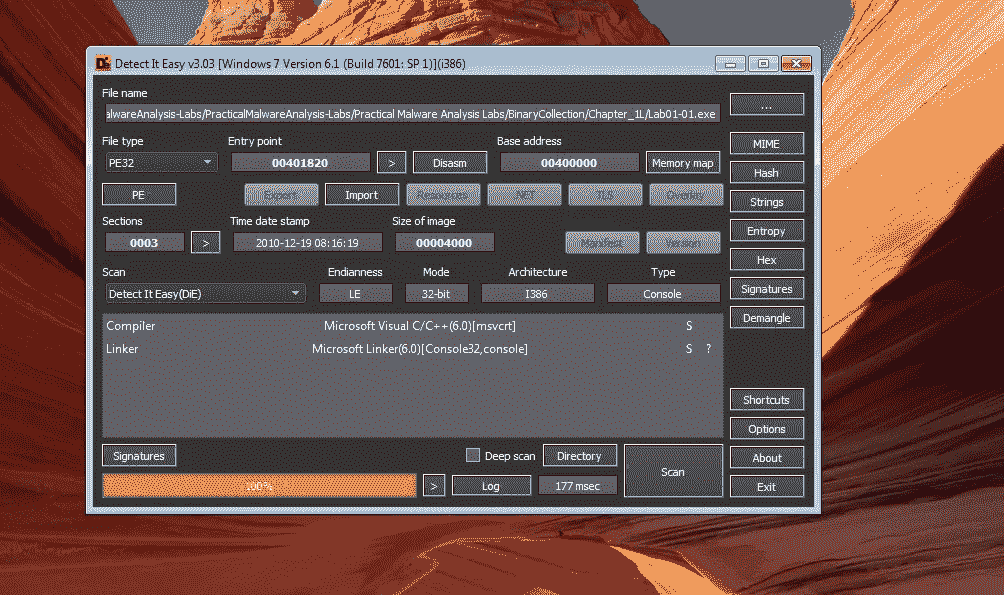 Detect It Easy v3.03 [Windows 7 Version 6.1 (Build 7601: SP 1)](i386)
File name
alwareAnalysis-Labs/PracticalMalwareAnalysis-Labs/Practical Malware Analysis Labs/BinaryCollection/Chapter_1L/Lab01-01.exe
...
File type
Entry point
Base address
PE32
00401820
>
Disasm
00400000
Memory map
MIME
PE
Export
Import
Resources
.NET
TLS
Overlay
Hash
Strings
Sections
Time date stamp
Size of image
0003
>
2010-12-19 08:16:19
00004000
Manifest
Version
Entropy
Hex
Scan
Endianness
Mode
Architecture
Type
Detect It Easy(DiE)
LE
32-bit
I386
Console
Signatures
Demangle
Compiler
Microsoft Visual C/C++(6.0)[msvcrt]
S
Linker
Microsoft Linker(6.0)[Console32,console]
S ?
Shortcuts
Options
Signatures
Deep scan
Directory
Scan
About
100%
>
Log
177 msec
Exit